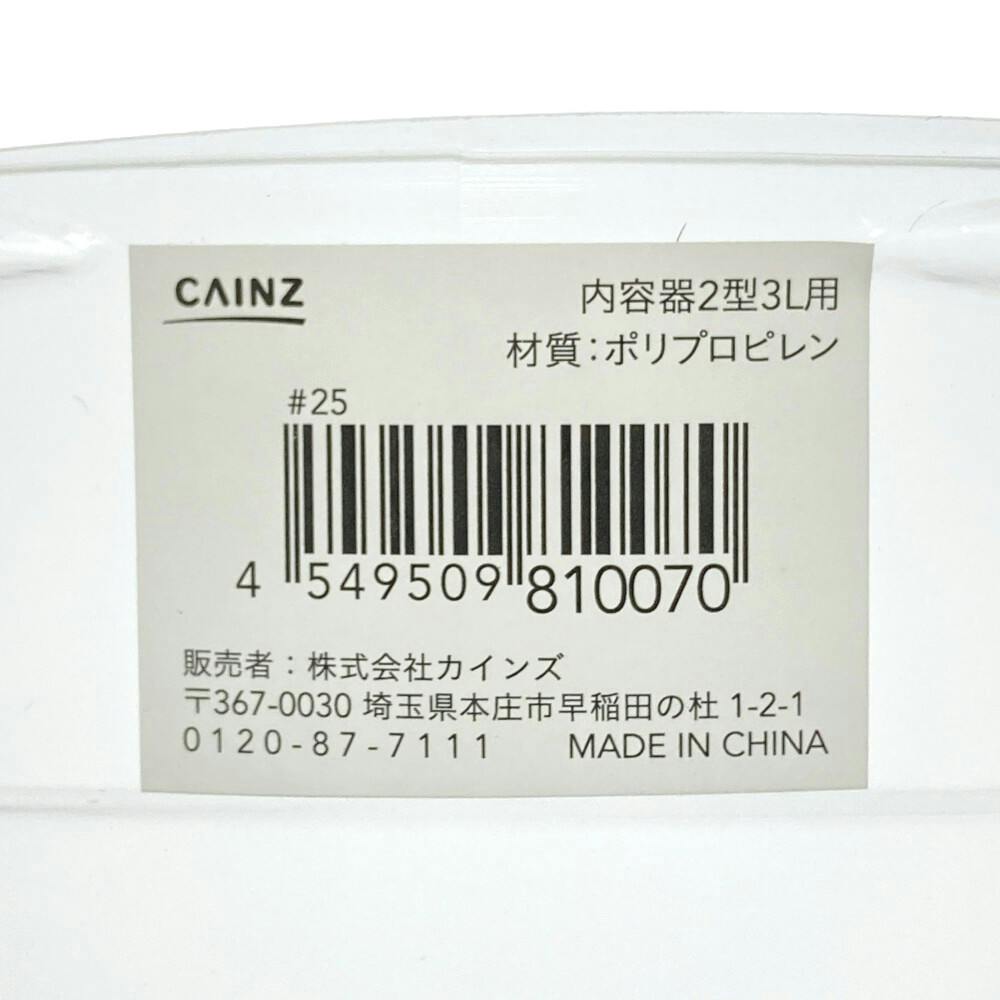 CAINZ
内容器2型3L用
材質:ポリプロピレン
#25
4 549509 810070
販売者:株式会社カインズ
〒367-0030 埼玉県本庄市早稲田の杜 1-2-1
0120-87-7111 MADE IN CHINA